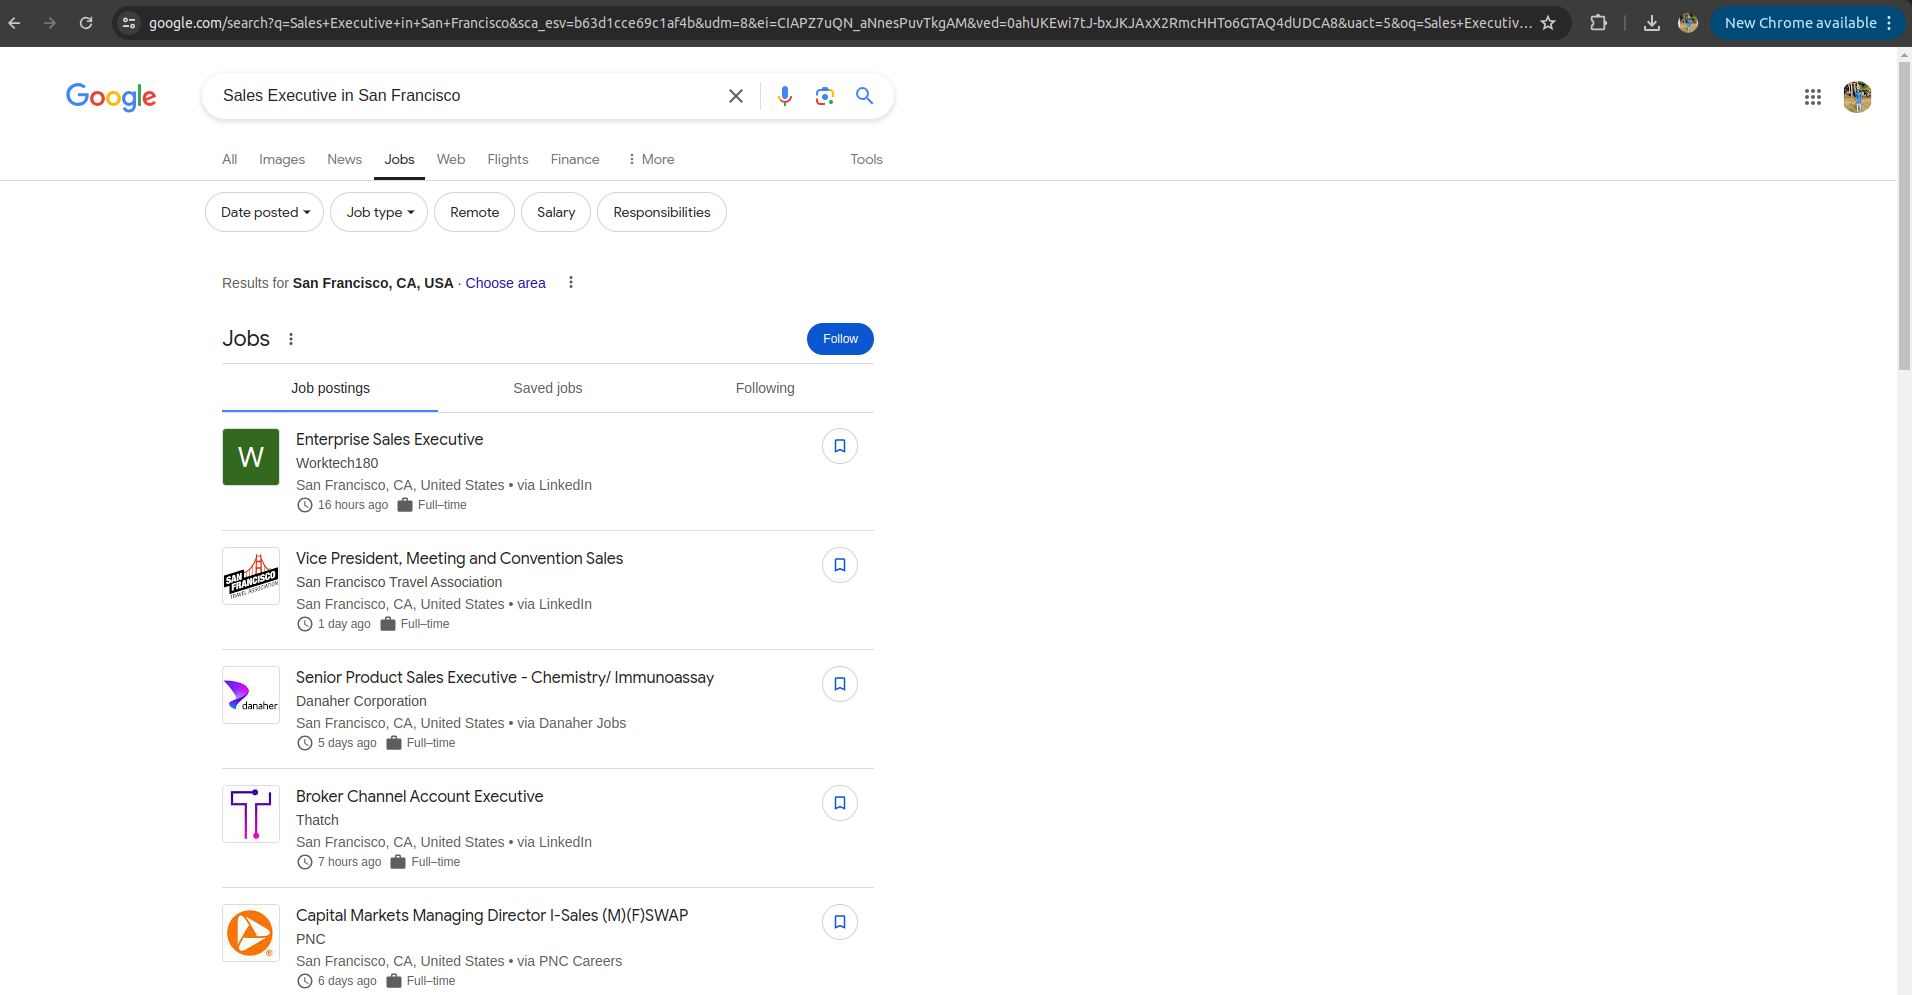 google.com/search?q=Sales+Executive+in+San+Francisco&sca_esv=b63d1cce69c1af4b&udm=8&ei=CIAPZ7uQN_aNnesPuvTkgAM&ved=0ahUKEwi7tJ-bxJKJAxX2RmcHHTo6GTAQ4dUDCA8&uact=5&oq=Sales+Executiv...
New Chrome available
Google
Sales Executive in San Francisco
All Images News Jobs Web Flights Finance More Tools
Date posted Job type Remote Salary Responsibilities
Results for San Francisco, CA, USA · Choose area
Jobs
Follow
Job postings Saved jobs Following
W
Enterprise Sales Executive
Worktech180
San Francisco, CA, United States • via LinkedIn
16 hours ago Full–time
SAN FRANCISCO
TRAVEL ASSOCIATION
Vice President, Meeting and Convention Sales
San Francisco Travel Association
San Francisco, CA, United States • via LinkedIn
1 day ago Full–time
danaher
Senior Product Sales Executive - Chemistry/ Immunoassay
Danaher Corporation
San Francisco, CA, United States • via Danaher Jobs
5 days ago Full–time
Broker Channel Account Executive
Thatch
San Francisco, CA, United States • via LinkedIn
7 hours ago Full–time
Capital Markets Managing Director I-Sales (M)(F)SWAP
PNC
San Francisco, CA, United States • via PNC Careers
6 days ago Full–time